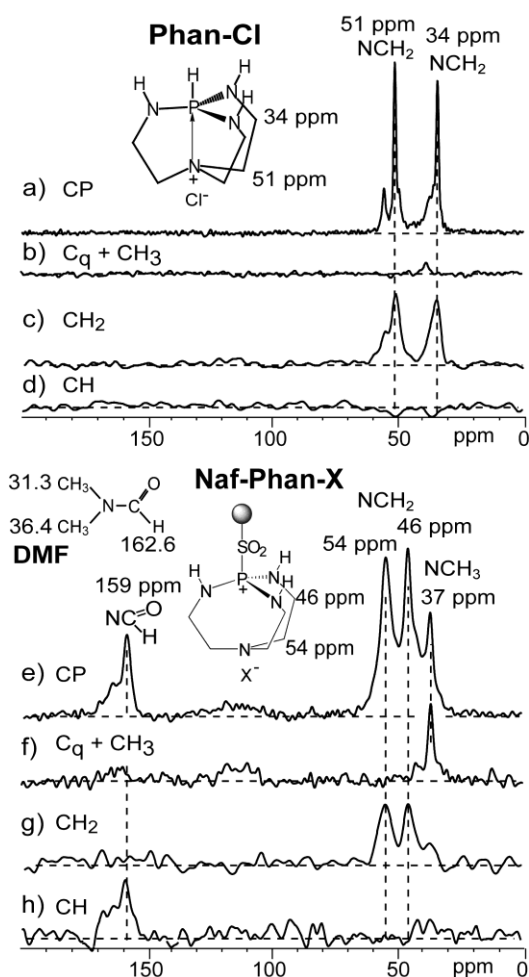 Phan-Cl
51 ppm
NCH2
34 ppm
NCH2
H
H
H
N
P
N
H
N
34 ppm
N
+
51 ppm
Cl-
a) CP
b) Cq + CH3
c) CH2
d) CH
150
100
50
ppm
0
Naf-Phan-X
31.3 CH3
O
N
C
36.4 CH3
H
DMF
162.6
SO2
H
H
N
N
H
P
+
N
46 ppm
N
54 ppm
X-
NCH2
54 ppm
46 ppm
NCH3
37 ppm
159 ppm
NC
O
H
e) CP
f) Cq + CH3
g) CH2
h) CH
150
100
50
ppm
0